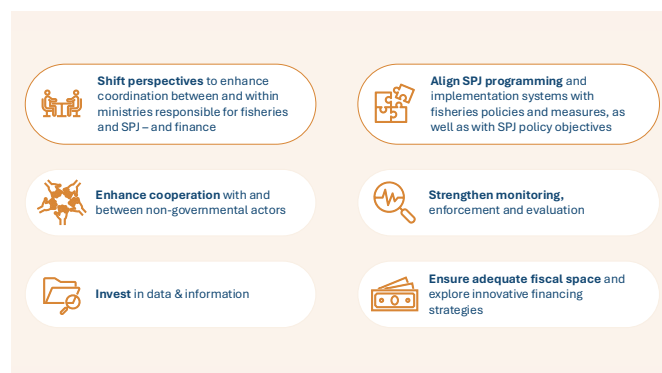 Shift perspectives to enhance
coordination between and within
ministries responsible for fisheries
and SPJ – and finance
Align SPJ programming and
implementation systems with
fisheries policies and measures, as
well as with SPJ policy objectives
Enhance cooperation with and
between non-governmental actors
Strengthen monitoring,
enforcement and evaluation
Invest in data & information
Ensure adequate fiscal space and
explore innovative financing
strategies